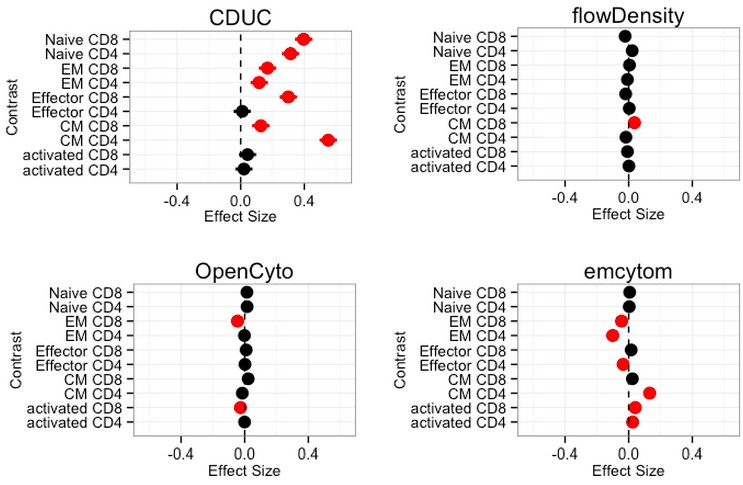 CDUC
Contrast
Naive CD8
Naive CD4
EM CD8
EM CD4
Effector CD8
Effector CD4
CM CD8
CM CD4
activated CD8
activated CD4
-0.4 0.0 0.4
Effect Size
flowDensity
Contrast
Naive CD8
Naive CD4
EM CD8
EM CD4
Effector CD8
Effector CD4
CM CD8
CM CD4
activated CD8
activated CD4
-0.4 0.0 0.4
Effect Size
OpenCyto
Contrast
Naive CD8
Naive CD4
EM CD8
EM CD4
Effector CD8
Effector CD4
CM CD8
CM CD4
activated CD8
activated CD4
-0.4 0.0 0.4
Effect Size
emcytom
Contrast
Naive CD8
Naive CD4
EM CD8
EM CD4
Effector CD8
Effector CD4
CM CD8
CM CD4
activated CD8
activated CD4
-0.4 0.0 0.4
Effect Size